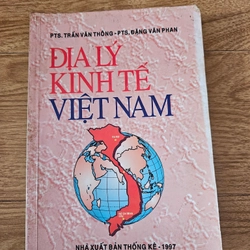 PTS. TRẦN VĂN THÔNG - PTS. ĐẶNG VĂN PHAN
ĐỊA LÝ
KINH TẾ
VIỆT NAM
NHÀ XUẤT BẢN THỐNG KÊ - 1997